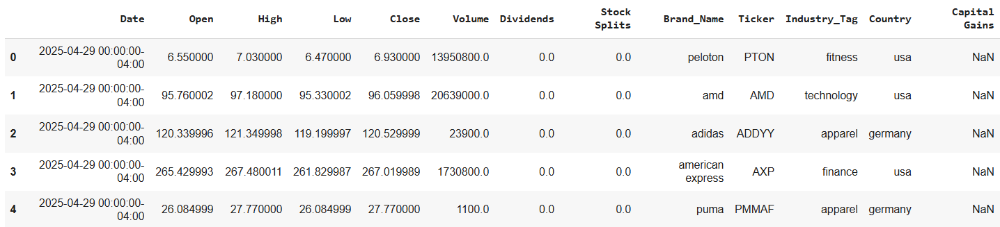 Date Open High Low Close Volume Dividends Stock Splits Brand_Name Ticker Industry_Tag Country Capital Gains
0 2025-04-29 00:00:00-04:00 6.550000 7.030000 6.470000 6.930000 13950800.0 0.0 0.0 peloton PTON fitness usa NaN
1 2025-04-29 00:00:00-04:00 95.760002 97.180000 95.330002 96.059998 20639000.0 0.0 0.0 amd AMD technology usa NaN
2 2025-04-29 00:00:00-04:00 120.339996 121.349998 119.199997 120.529999 23900.0 0.0 0.0 adidas ADDYY apparel germany NaN
3 2025-04-29 00:00:00-04:00 265.429993 267.480011 261.829987 267.019989 1730800.0 0.0 0.0 american express AXP finance usa NaN
4 2025-04-29 00:00:00-04:00 26.084999 27.770000 26.084999 27.770000 1100.0 0.0 0.0 puma PMMAF apparel germany NaN